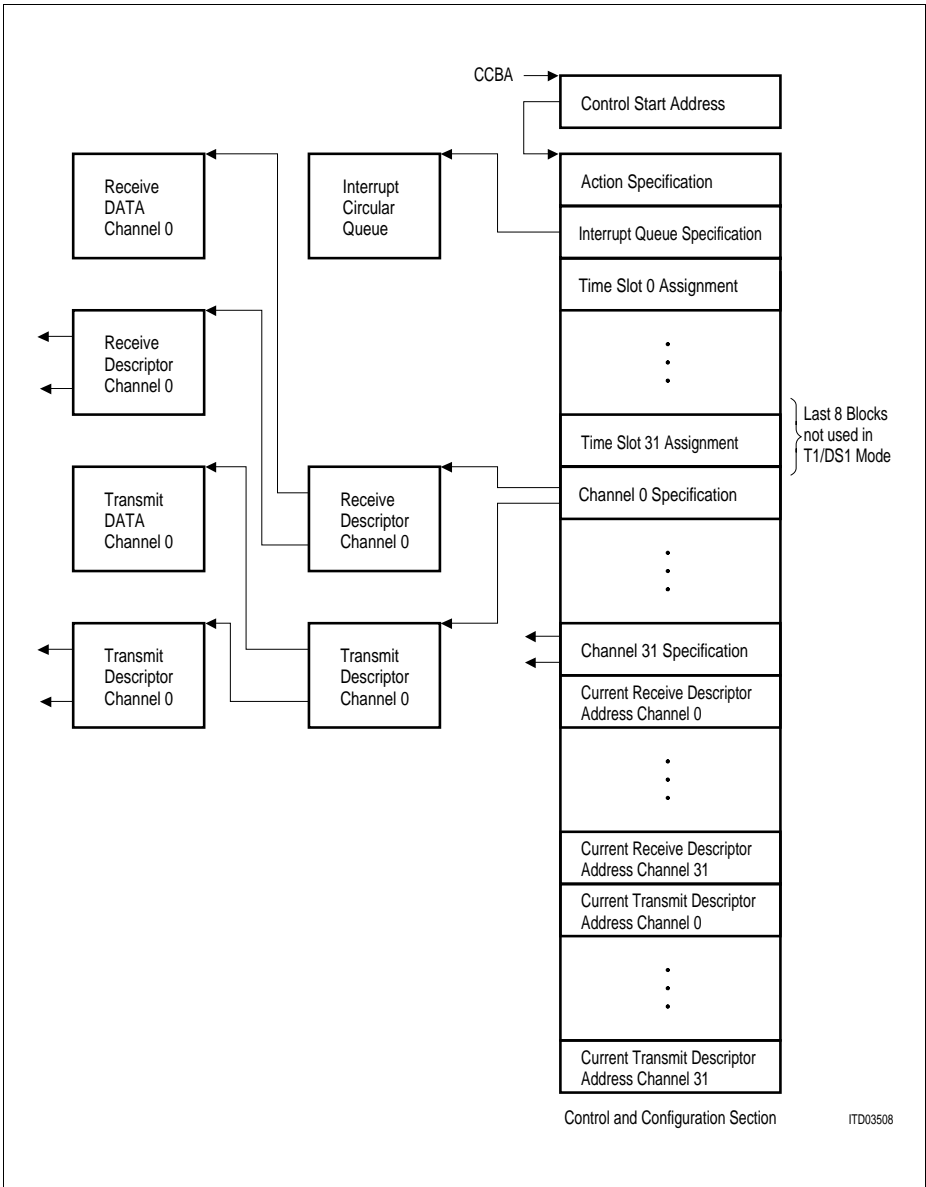 CCBA
Control Start Address
Receive
DATA
Channel 0
Interrupt
Circular
Queue
Action Specification
Interrupt Queue Specification
Time Slot 0 Assignment
Receive
Descriptor
Channel 0
Time Slot 31 Assignment
Last 8 Blocks
not used in
T1/DS1 Mode
Transmit
DATA
Channel 0
Receive
Descriptor
Channel 0
Channel 0 Specification
Transmit
Descriptor
Channel 0
Transmit
Descriptor
Channel 0
Channel 31 Specification
Current Receive Descriptor
Address Channel 0
Current Receive Descriptor
Address Channel 31
Current Transmit Descriptor
Address Channel 0
Current Transmit Descriptor
Address Channel 31
Control and Configuration Section
ITD03508